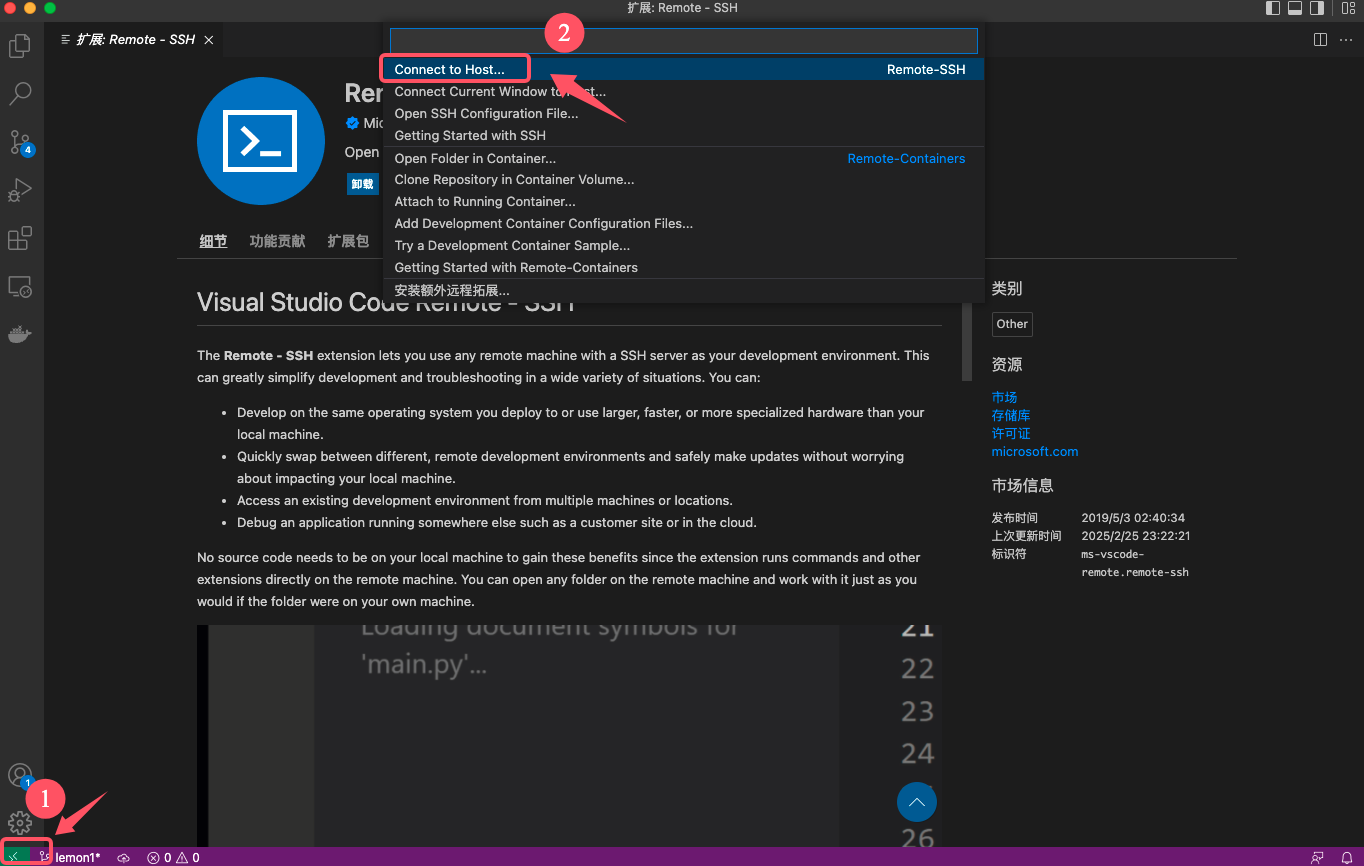 扩展: Remote - SSH
扩展: Remote - SSH
2
Connect to Host... Remote-SSH
Connect Current Window to
Open SSH Configuration File...
Getting Started with SSH
Open Folder in Container... Remote-Containers
Clone Repository in Container Volume...
Attach to Running Container...
Add Development Container Configuration Files...
Try a Development Container Sample...
Getting Started with Remote-Containers
安装额外远程拓展...
4
Open
卸载
细节 功能贡献 扩展包
Visual Studio Code Remote - SSH
The Remote - SSH extension lets you use any remote machine with a SSH server as your development environment. This
can greatly simplify development and troubleshooting in a wide variety of situations. You can:
• Develop on the same operating system you deploy to or use larger, faster, or more specialized hardware than your
local machine.
• Quickly swap between different, remote development environments and safely make updates without worrying
about impacting your local machine.
• Access an existing development environment from multiple machines or locations.
• Debug an application running somewhere else such as a customer site or in the cloud.
No source code needs to be on your local machine to gain these benefits since the extension runs commands and other
extensions directly on the remote machine. You can open any folder on the remote machine and work with it just as you
would if the folder were on your own machine.
Loading document symbols for
'main.py'...
21
22
23
24
26
类别
Other
资源
市场
存储库
许可证
microsoft.com
市场信息
发布时间 2019/5/3 02:40:34
上次更新时间 2025/2/25 23:22:21
标识符 ms-vscode-
remote.remote-ssh
1
1
lemon1* 0 0